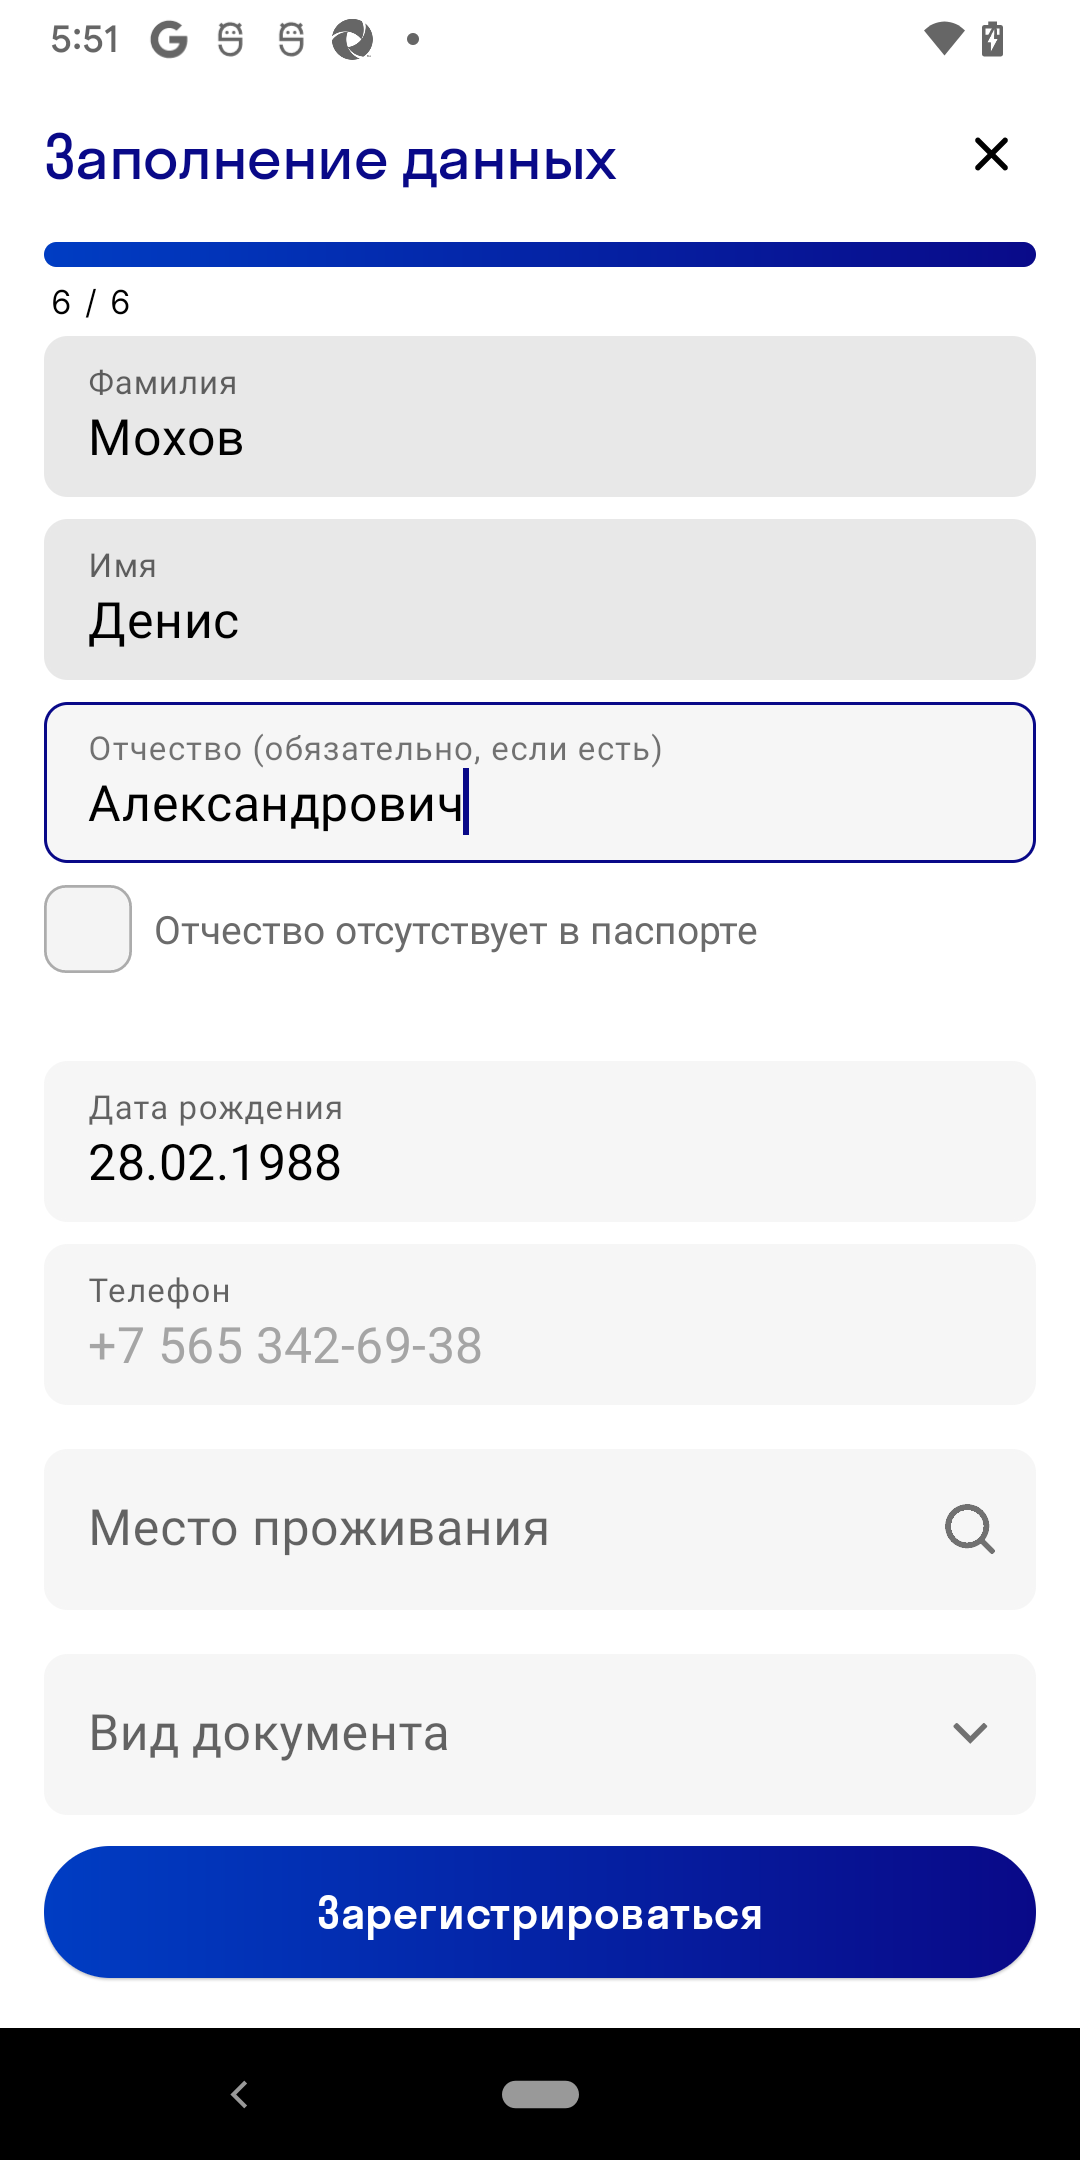 5:51
Заполнение данных
6 / 6
Фамилия
Мохов
Имя
Денис
Отчество (обязательно, если есть)
Александрович
Отчество отсутствует в паспорте
Дата рождения
28.02.1988
Телефон
+7 565 342-69-38
Место проживания
Вид документа
Зарегистрироваться